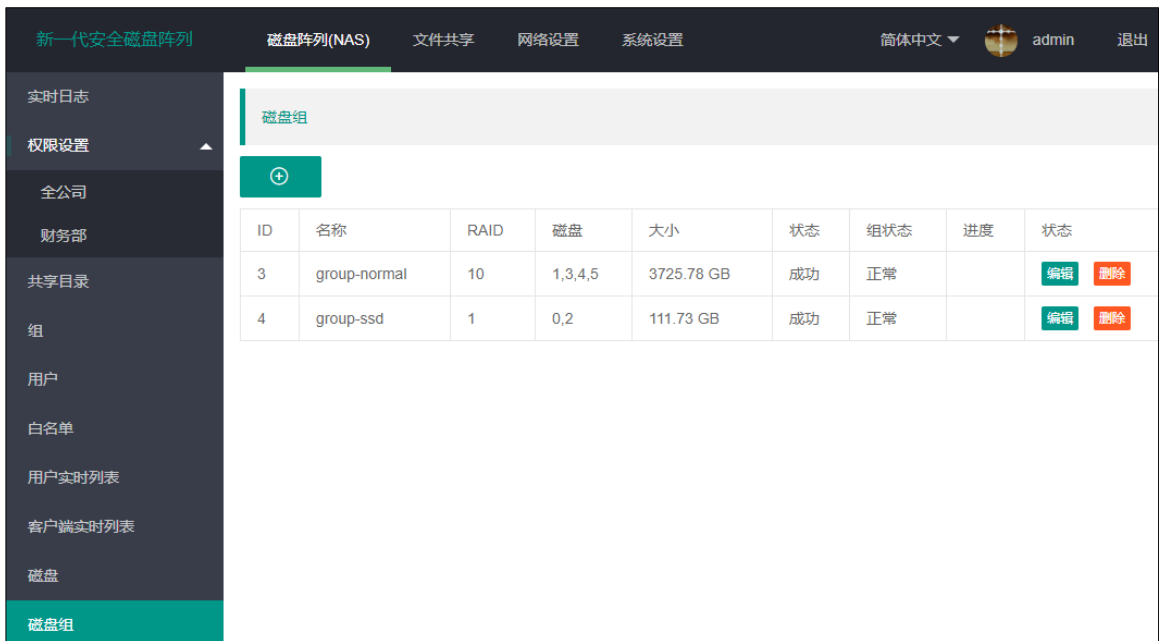 新一代安全磁盘阵列 磁盘阵列(NAS) 文件共享 网络设置 系统设置 简体中文 admin 退出
实时日志
权限设置
全公司
财务部
共享目录
组
用户
白名单
用户实时列表
客户端实时列表
磁盘
磁盘组
磁盘组
ID 名称 RAID 磁盘 大小 状态 组状态 进度 状态
3 group-normal 10 1,3,4,5 3725.78 GB 成功 正常 编辑 删除
4 group-ssd 1 0,2 111.73 GB 成功 正常 编辑 删除